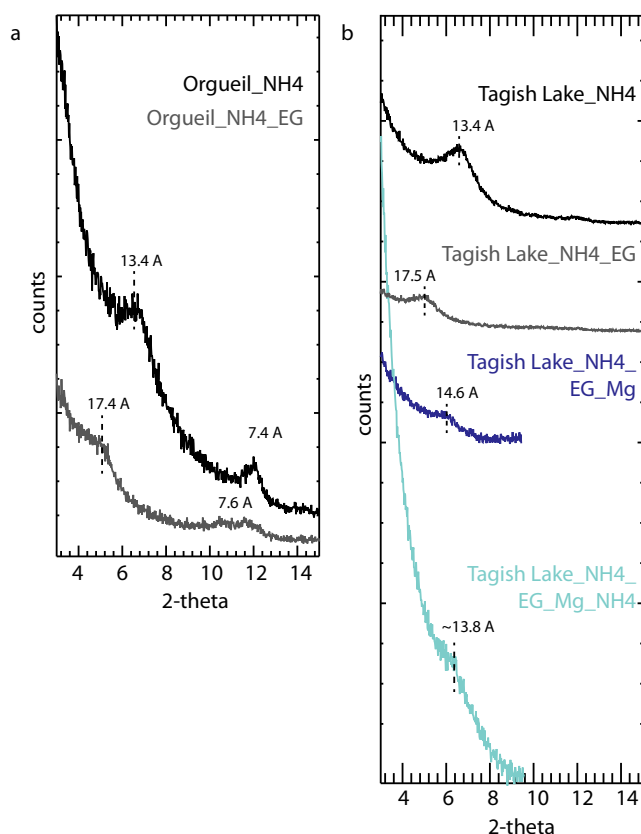 a
Orgueil_NH4
Orgueil_NH4_EG
13.4 A
17.4 A
7.4 A
7.6 A
counts
4 6 8 10 12 14
2-theta
b
Tagish Lake_NH4
13.4 A
Tagish Lake_NH4_EG
17.5 A
Tagish Lake_NH4_
EG_Mg
14.6 A
Tagish Lake_NH4_
EG_Mg_NH4
~13.8 A
counts
4 6 8 10 12 14
2-theta